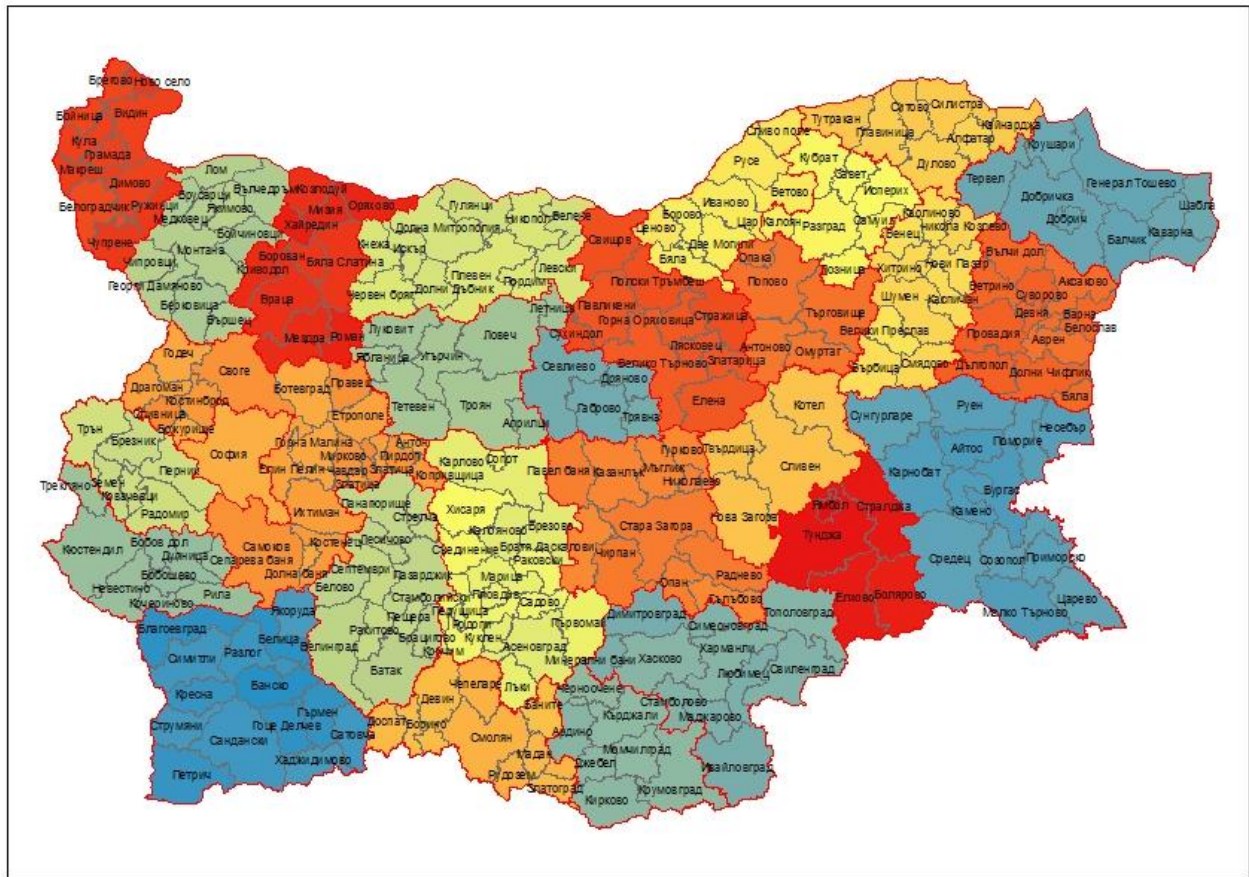 Брегово
Ново село
Бойница
Видин
Кула
Грамада
Макреш
Димово
Белоградчик
Ружинци
Чупрене
Лом
Вълчедръм
Брусарци
Якимово
Медковец
Бойчиновци
Монтана
Чипровци
Георги Дамяново
Берковица
Вършец
Козлодуй
Оряхово
Мизия
Хайредин
Борован
Бяла Слатина
Криводол
Враца
Мездра
Роман
Гулянци
Никопол
Белене
Долна Митрополия
Кнежа
Искър
Плевен
Левски
Долни Дъбник
Пордим
Червен бряг
Летница
Луковит
Ловеч
Ябланица
Угърчин
Тетевен
Троян
Априлци
Свищов
Полски Тръмбеш
Павликени
Горна Оряховица
Стражица
Сухиндол
Лясковец
Велико Търново
Златарица
Елена
Севлиево
Дряново
Габрово
Трявна
Сливо поле
Русе
Иваново
Ветово
Борово
Ценово
Две Могили
Бяла
Кубрат
Завет
Исперих
Цар Калоян
Разград
Самуил
Лозница
Тутракан
Ситово
Силистра
Главиница
Алфатар
Кайнарджа
Дулово
Крушари
Тервел
Генерал Тошево
Добричка
Добрич
Шабла
Каварна
Балчик
Опака
Попово
Търговище
Антоново
Омуртаг
Каолиново
Никола Козлево
Венец
Хитрино
Нови Пазар
Шумен
Каспичан
Велики Преслав
Смядово
Върбица
Вълчи дол
Ветрино
Суворово
Аксаково
Девня
Варна
Белослав
Провадия
Аврен
Дългопол
Долни Чифлик
Бяла
Годеч
Своге
Драгоман
Костинброд
Сливница
Божурище
Ботевград
Правец
Етрополе
Горна Малина
Антон
Мирково
Пирдоп
Елин Пелин
Чавдар
Златица
Златица
Копривщица
Ихтиман
Самоков
Костенец
Долна баня
София
Трън
Брезник
Перник
Земен
Ковачевци
Радомир
Трекляно
Кюстендил
Бобов дол
Дупница
Сапарева баня
Бобошево
Невестино
Рила
Кочериново
Благоевград
Якоруда
Белица
Симитли
Разлог
Банско
Кресна
Гърмен
Струмяни
Гоце Делчев
Сатовча
Сандански
Хаджидимово
Петрич
Панагюрище
Стрелча
Лесичово
Септември
Пазарджик
Белово
Пещера
Ракитово
Брацигово
Велинград
Батак
Карлово
Сопот
Хисаря
Калояново
Брезово
Съединение
Братя Даскалови
Раковски
Марица
Стамболийски
Пловдив
Перущица
Садово
Родопи
Първомай
Куклен
Асеновград
Кричим
Лъки
Павел баня
Казанлък
Гурково
Мъглиж
Николаево
Стара Загора
Чирпан
Раднево
Опан
Гълъбово
Котел
Твърдица
Сливен
Нова Загора
Ямбол
Стралджа
Тунджа
Елхово
Болярово
Сунгурларе
Руен
Несебър
Айтос
Поморие
Карнобат
Бургас
Камено
Средец
Созопол
Приморско
Царево
Малко Търново
Девин
Чепеларе
Баните
Доспат
Борино
Смолян
Мадан
Рудозем
Златоград
Димитровград
Симеоновград
Тополовград
Харманли
Минерални бани
Хасково
Любимец
Свиленград
Стамболово
Маджарово
Ивайловград
Черноочене
Кърджали
Ардино
Момчилград
Джебел
Крумовград
Кирково